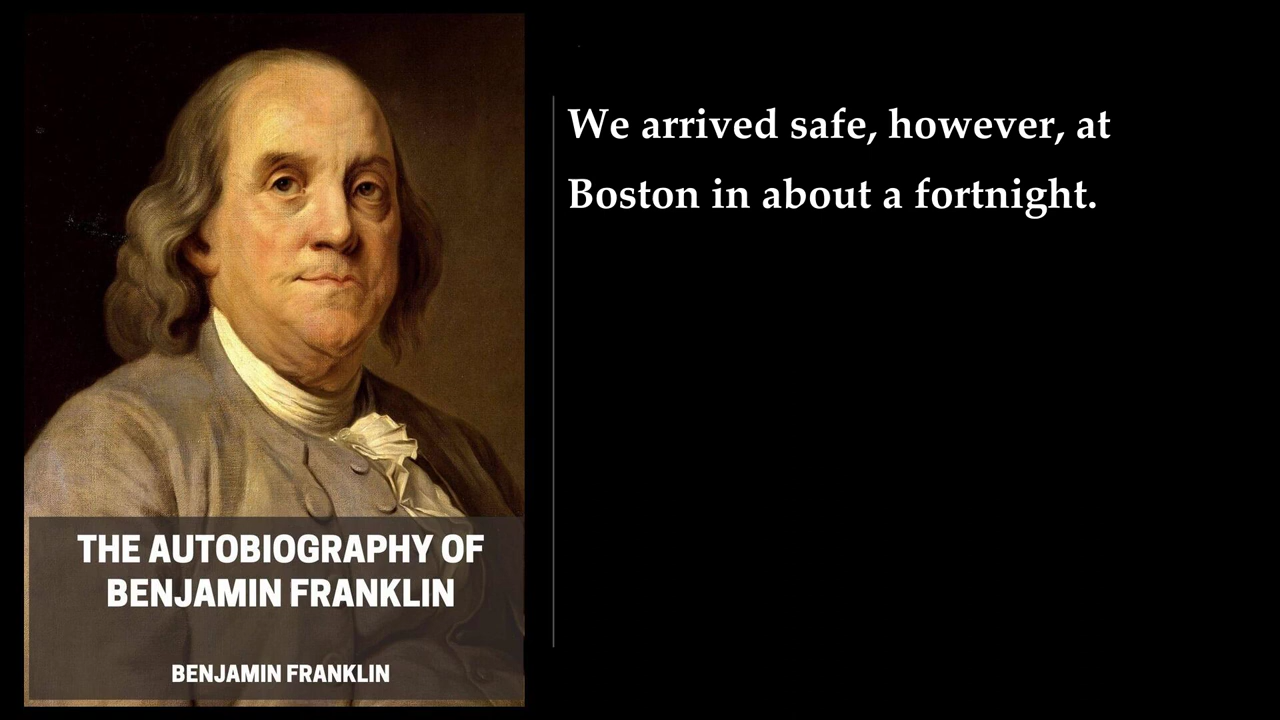 THE AUTOBIOGRAPHY OF
BENJAMIN FRANKLIN
BENJAMIN FRANKLIN
We arrived safe, however, at
Boston in about a fortnight.